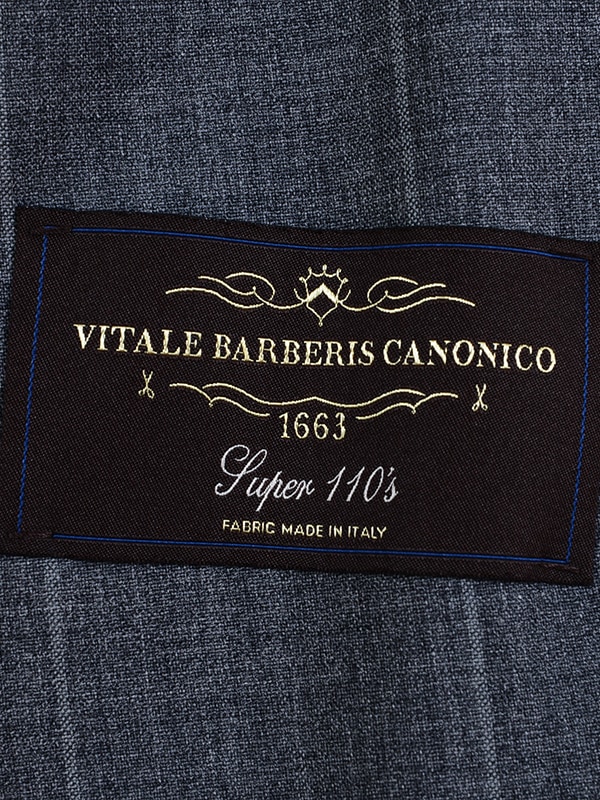 VITALE BARBERIS CANONICO
1663
Super 110's
FABRIC MADE IN ITALY